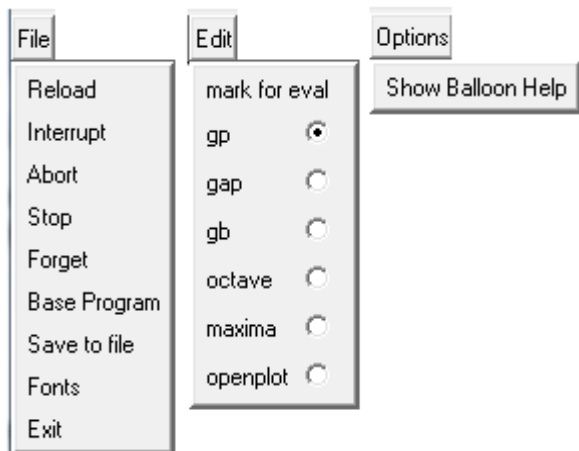 File
Reload
Interrupt
Abort
Stop
Forget
Base Program
Save to file
Fonts
Exit
Edit
mark for eval
gp
gap
gb
octave
maxima
openplot
Options
Show Balloon Help